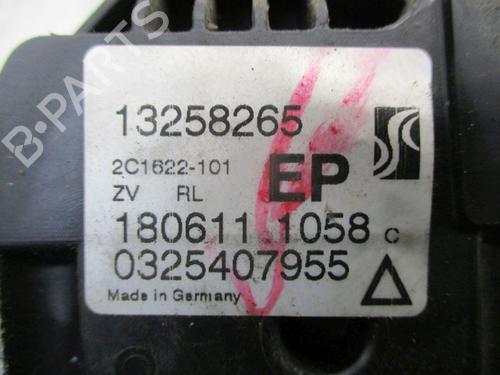 B-PARTS
13258265
2C1622-101
EP
ZV RL
180611 1058 C
0325407955
Made in Germany